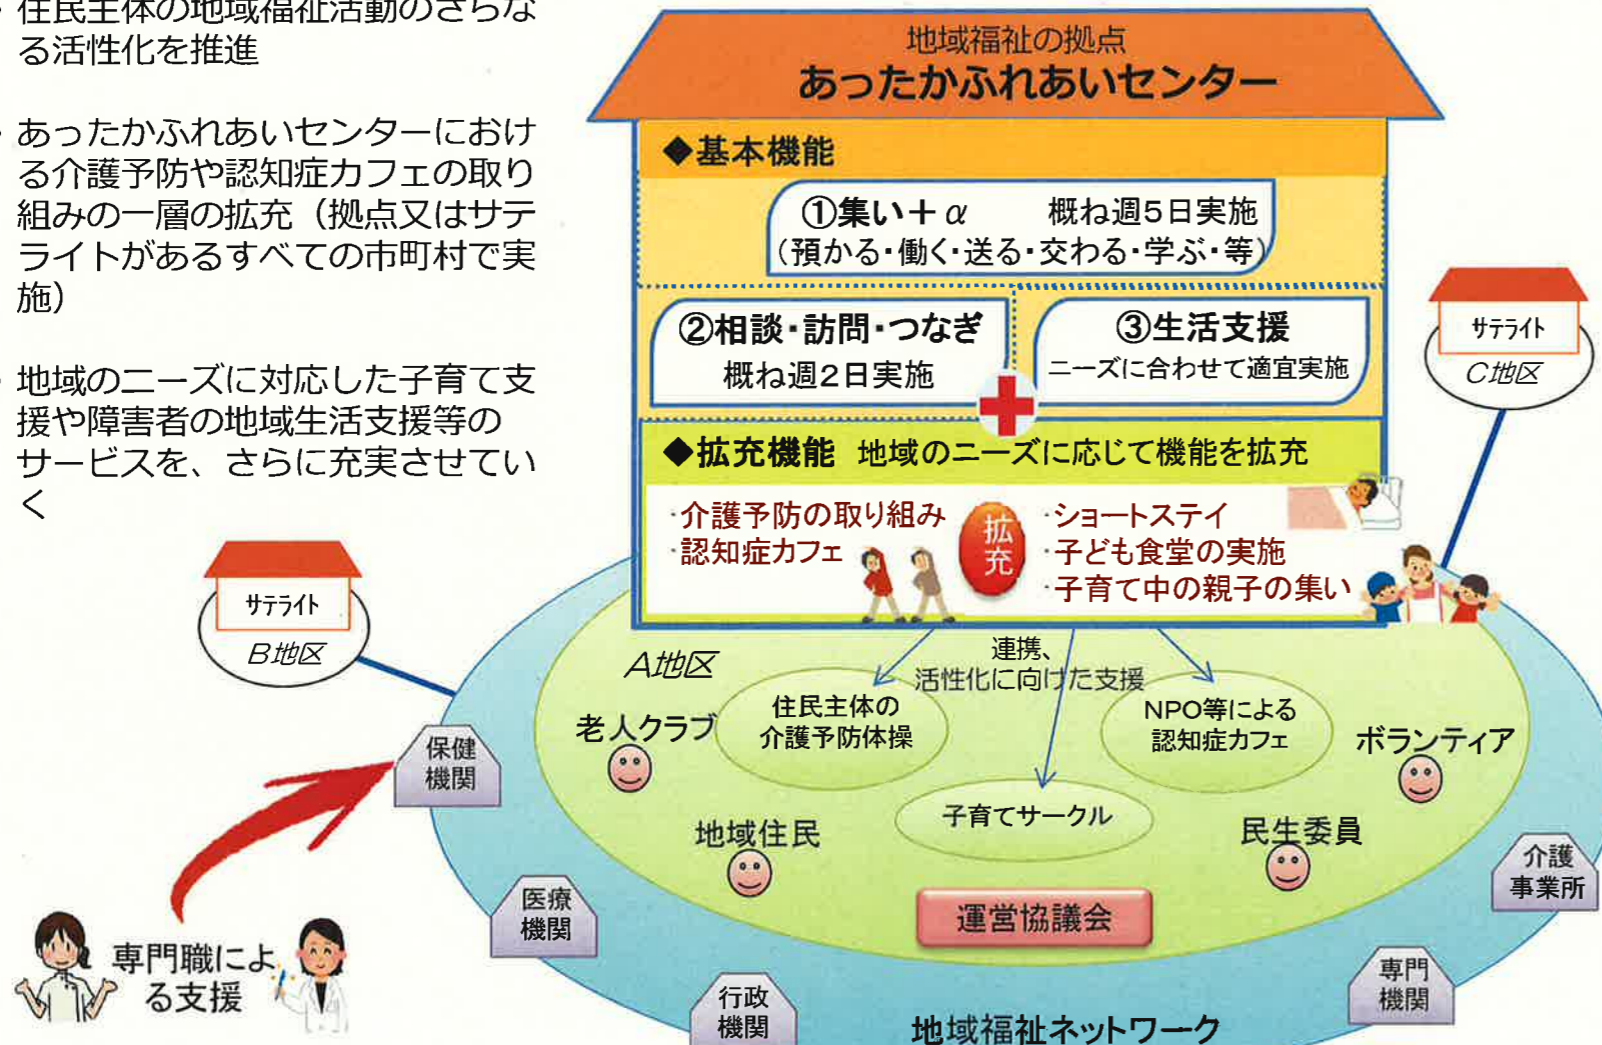 ・住民主体の地域福祉活動のさらな
る活性化を推進
・あったかふれあいセンターにおけ
る介護予防や認知症カフェの取り
組みの一層の拡充（拠点又はサテ
ライトがあるすべての市町村で実
施）
・地域のニーズに対応した子育て支
援や障害者の地域生活支援等の
サービスを、さらに充実させてい
く
地域福祉の拠点
あったかふれあいセンター
◆基本機能
①集い＋α 概ね週5日実施
（預かる・働く・送る・交わる・学ぶ・等）
②相談・訪問・つなぎ
概ね週2日実施
③生活支援
ニーズに合わせて適宜実施
◆拡充機能 地域のニーズに応じて機能を拡充
・介護予防の取り組み
・認知症カフェ
拡
充
・ショートステイ
・子ども食堂の実施
・子育て中の親子の集い
サテライト
C地区
サテライト
B地区
A地区
連携、
活性化に向けた支援
住民主体の
介護予防体操
NPO等による
認知症カフェ
子育てサークル
老人クラブ
ボランティア
地域住民
民生委員
運営協議会
保健
機関
医療
機関
行政
機関
専門
機関
介護
事業所
専門職によ
る支援
地域福祉ネットワーク